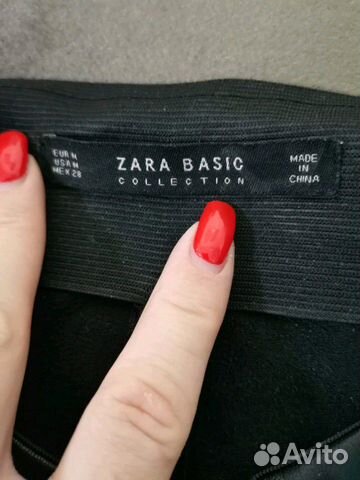 EUR M
USA M
MEX 28
ZARA BASIC
COLLECTION
MADE
IN
CHINA
Avito